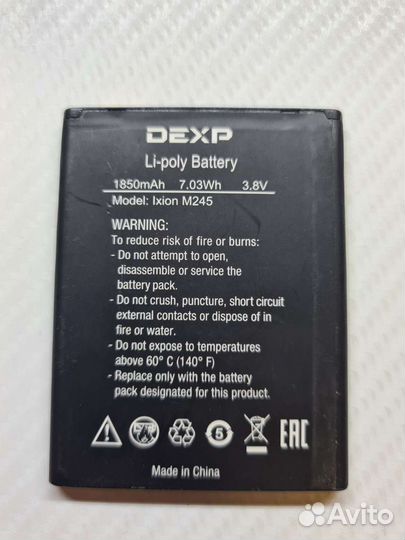 DEXP
Li-poly Battery
1850mAh 7.03Wh 3.8V
Model: Ixion M245
WARNING:
To reduce risk of fire or burns:
- Do not attempt to open,
disassemble or service the
battery pack.
- Do not crush, puncture, short circuit
external contacts or dispose of in
fire or water.
- Do not expose to temperatures
above 60° C (140° F)
- Replace only with the battery
pack designed for this product.
5 EAC
Made in China
Avito